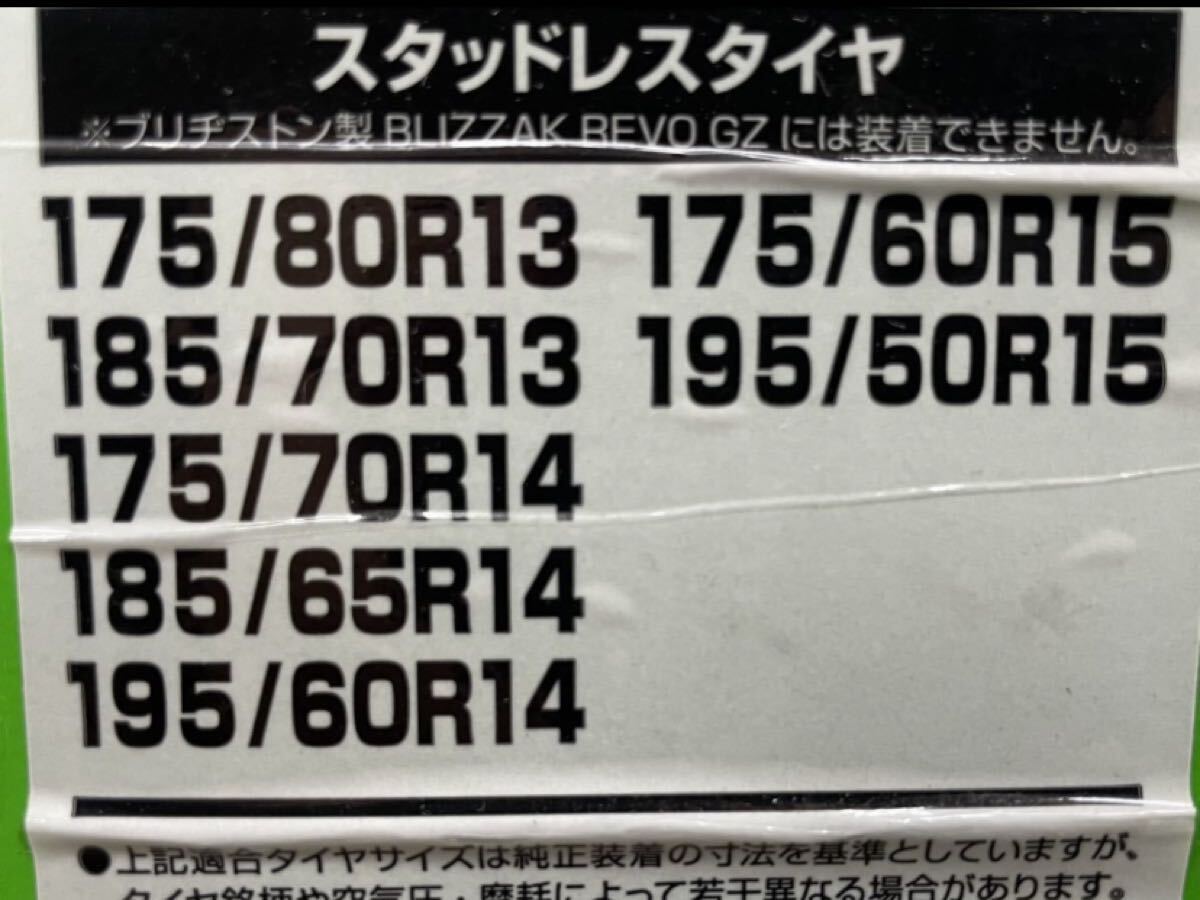 スタッドレスタイヤ
※ブリヂストン製 BLIZZAK REVO GZ には装着できません。
175/80R13 175/60R15
185/70R13 195/50R15
175/70R14
185/65R14
195/60R14
●上記適合タイヤサイズは純正装着の寸法を基準としていますが、
タイヤ銘柄や空気圧・磨耗によって若干異なる場合があります。